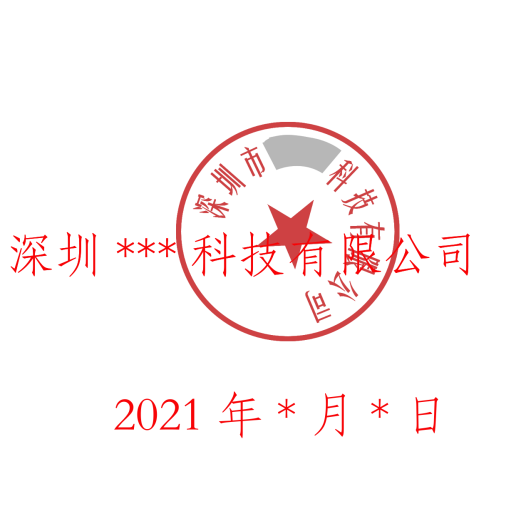 深圳市 科技有限公司
深圳 *** 科技有限公司
2021 年 * 月 * 日